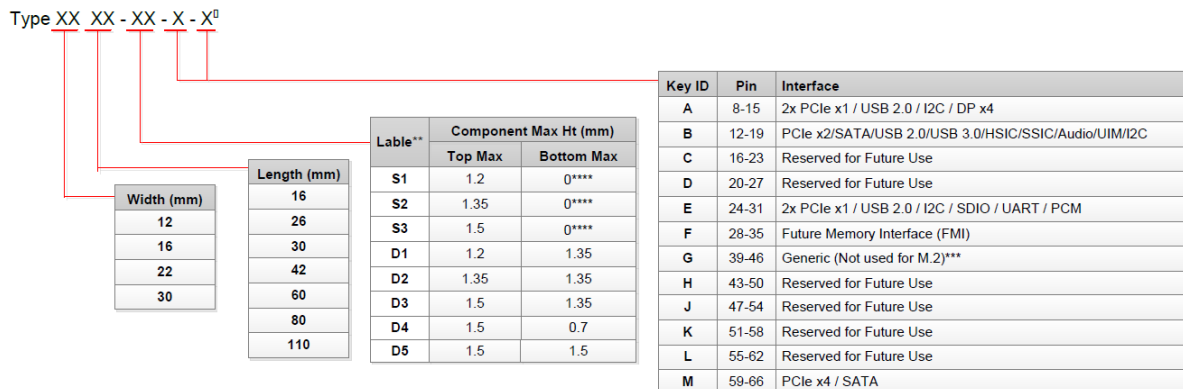 Type XX XX - XX - X - X▯
Key ID Pin Interface
A 8-15 2x PCIe x1 / USB 2.0 / I2C / DP x4
B 12-19 PCIe x2/SATA/USB 2.0/USB 3.0/HSIC/SSIC/Audio/UIM/I2C
C 16-23 Reserved for Future Use
D 20-27 Reserved for Future Use
E 24-31 2x PCIe x1 / USB 2.0 / I2C / SDIO / UART / PCM
F 28-35 Future Memory Interface (FMI)
G 39-46 Generic (Not used for M.2)***
H 43-50 Reserved for Future Use
J 47-54 Reserved for Future Use
K 51-58 Reserved for Future Use
L 55-62 Reserved for Future Use
M 59-66 PCIe x4 / SATA
Lable** Component Max Ht (mm)
Top Max Bottom Max
S1 1.2 0****
S2 1.35 0****
S3 1.5 0****
D1 1.2 1.35
D2 1.35 1.35
D3 1.5 1.35
D4 1.5 0.7
D5 1.5 1.5
Length (mm)
16
26
30
42
60
80
110
Width (mm)
12
16
22
30